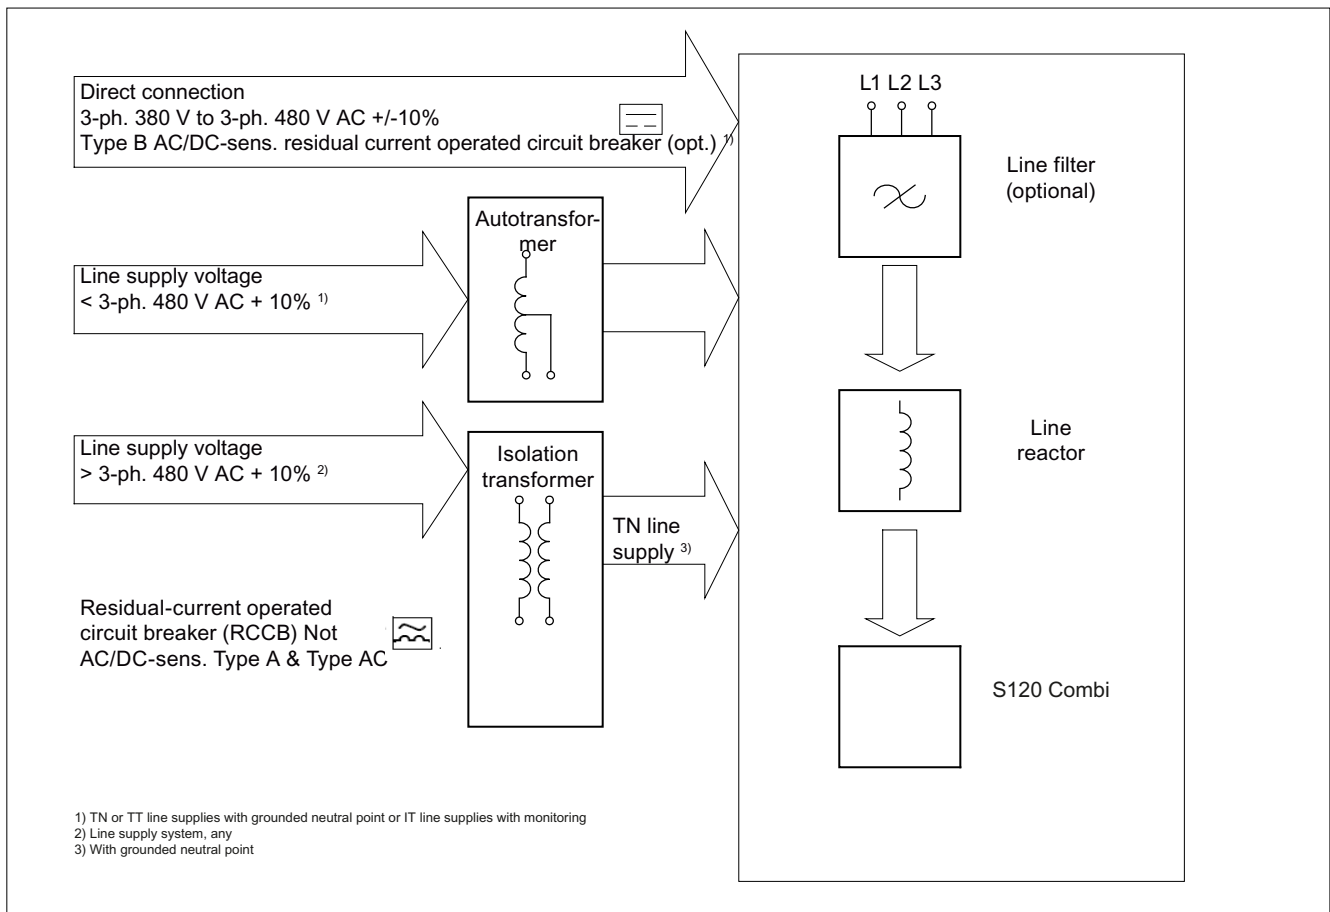 Direct connection
3-ph. 380 V to 3-ph. 480 V AC +/-10%
Type B AC/DC-sens. residual current operated circuit breaker (opt.) 1)
L1 L2 L3
Line filter
(optional)
Autotransfor-
mer
Line supply voltage
< 3-ph. 480 V AC + 10% 1)
Line supply voltage
> 3-ph. 480 V AC + 10% 2)
Isolation
transformer
TN line
supply 3)
Line
reactor
Residual-current operated
circuit breaker (RCCB) Not
AC/DC-sens. Type A & Type AC
S120 Combi
1) TN or TT line supplies with grounded neutral point or IT line supplies with monitoring
2) Line supply system, any
3) With grounded neutral point